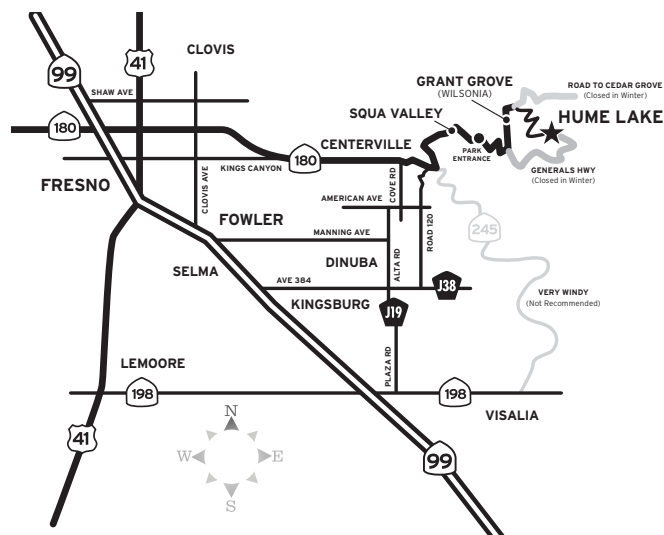 CLOVIS
41
99
SHAW AVE
GRANT GROVE
(WILSONIA)
ROAD TO CEDAR GROVE
(Closed in Winter)
SQUA VALLEY
HUME LAKE
180
CENTERVILLE
PARK
ENTRANCE
180
KINGS CANYON
GENERALS HWY
(Closed in Winter)
FRESNO
CLOVIS AVE
COVE RD
AMERICAN AVE
FOWLER
MANNING AVE
ROAD 120
245
DINUBA
ALTA RD
SELMA
AVE 384
J38
VERY WINDY
(Not Recommended)
KINGSBURG
J19
PLAZA RD
LEMOORE
198
198
VISALIA
N
W
E
S
41
99